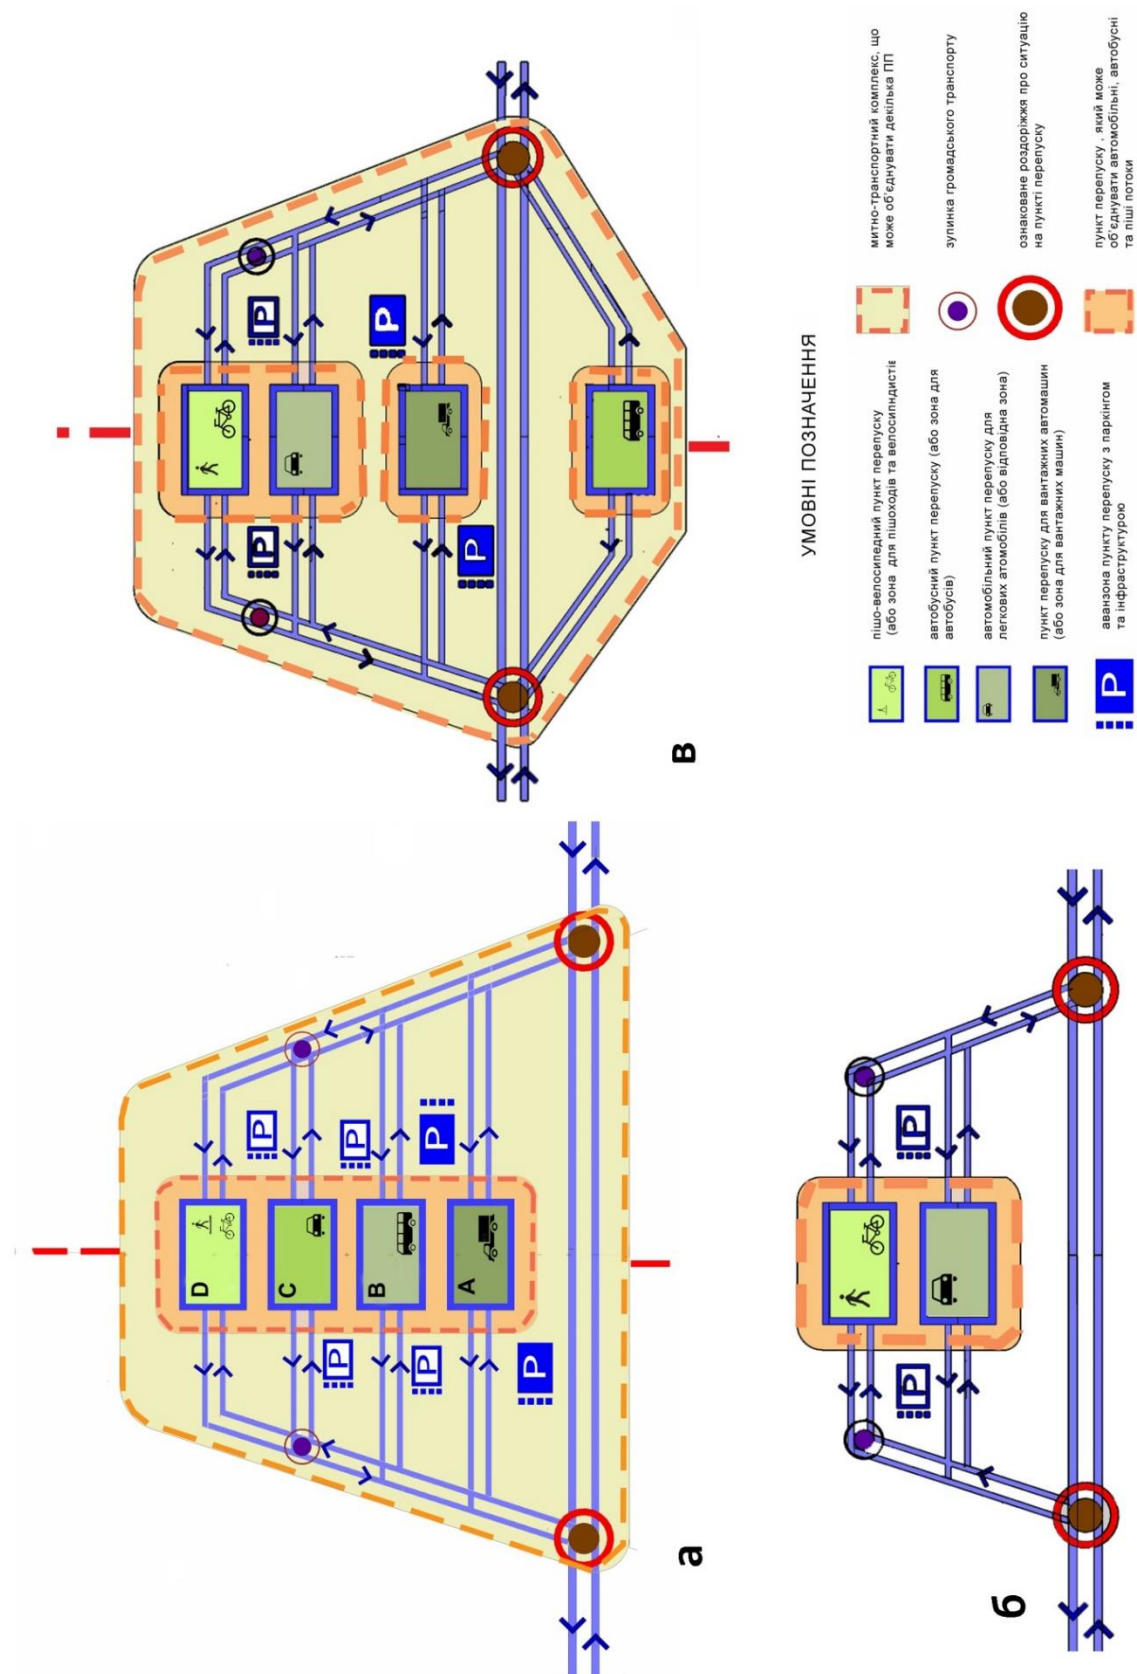 D
P
C
P
P
B
P
P
A
P
а
P
P
P
P
в
P
P
б
УМОВНІ ПОЗНАЧЕННЯ
пішо-велосипедний пункт перепуску
(або зона для пішоходів та велосипндистів
автобусний пункт перепуску (або зона для
автобусів)
автомобільний пункт перепуску для
легкових атомобілів (або відповідна зона)
пункт перепуску для вантажних автомашин
(або зона для вантажних машин)
P
аванзона пункту перепуску з паркінгом
та інфраструктурою
митно-транспортний комплекс, що
може об'єднувати декілька ПП
зупинка громадського транспорту
ознаковане роздоріжжя про ситуацію
на пункті перепуску
пункт перепуску , який може
об'єднувати автомобільні, автобусні
та піші потоки